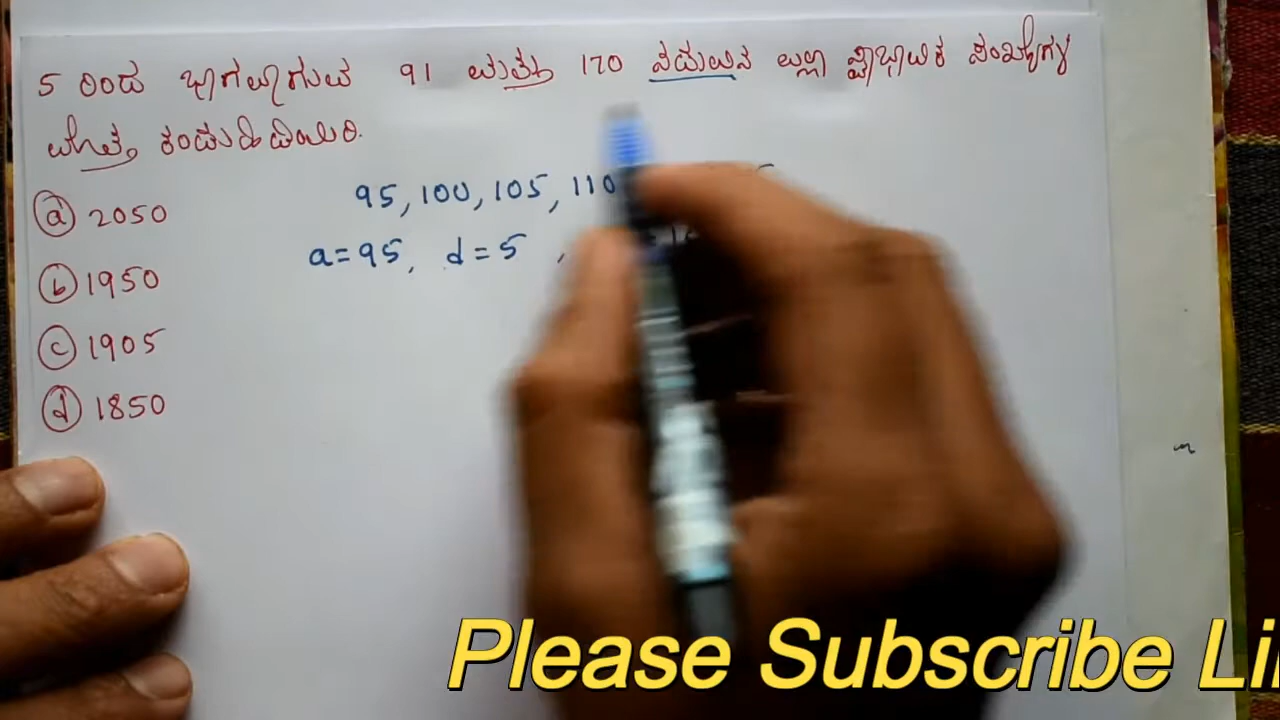 5 ರಿಂದ ಭಾಗವಾಗುವ 91 ಮತ್ತು 170 ನಡುವಿನ ಎಲ್ಲಾ ಸ್ವಾಭಾವಿಕ ಸಂಖ್ಯೆಗಳ
ಮೊತ್ತ ಕಂಡುಹಿಡಿಯಿರಿ.
95, 100, 105, 110
a=95, d=5 ,
ⓐ 2050
ⓑ 1950
ⓒ 1905
ⓓ 1850
Please Subscribe Li